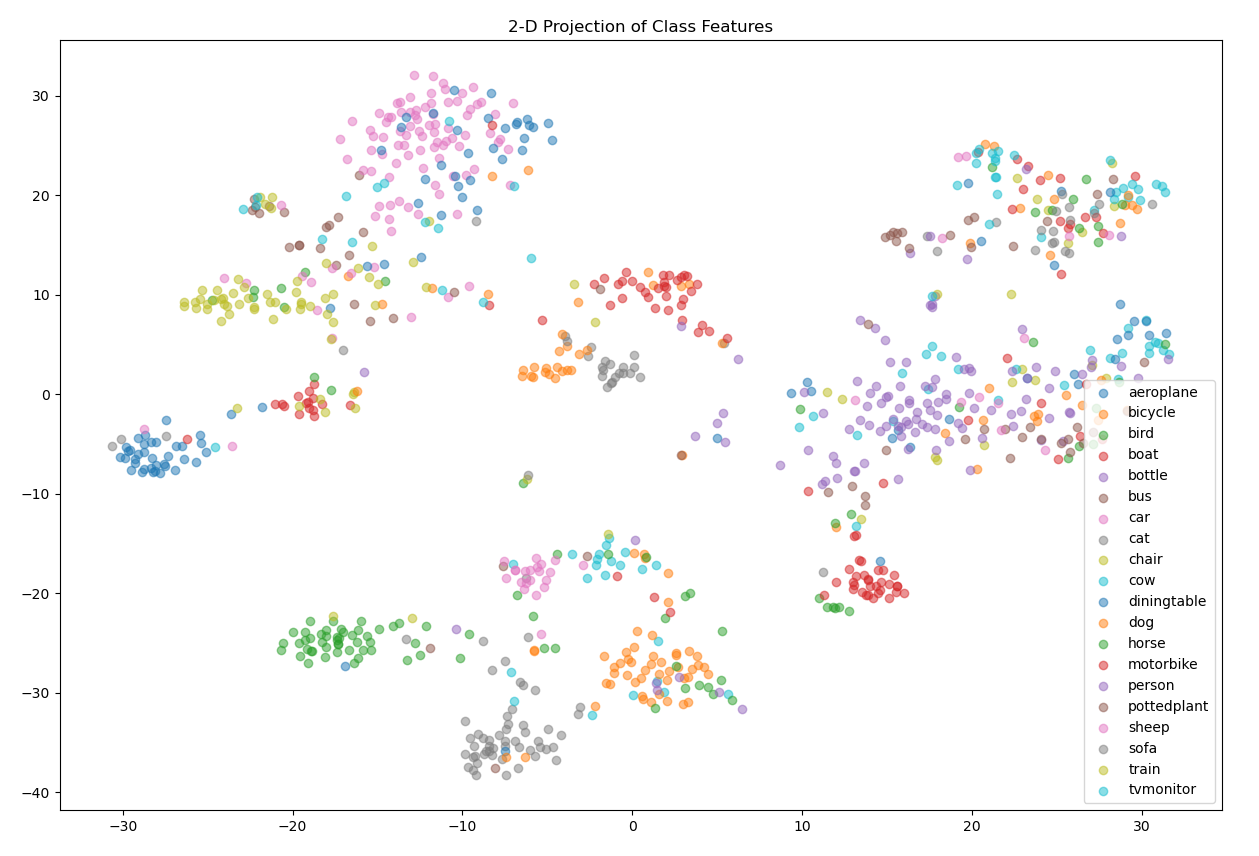 2-D Projection of Class Features
30
20
10
0
−10
−20
−30
−40
−30
−20
−10
0
10
20
30
aeroplane
bicycle
bird
boat
bottle
bus
car
cat
chair
cow
diningtable
dog
horse
motorbike
person
pottedplant
sheep
sofa
train
tvmonitor